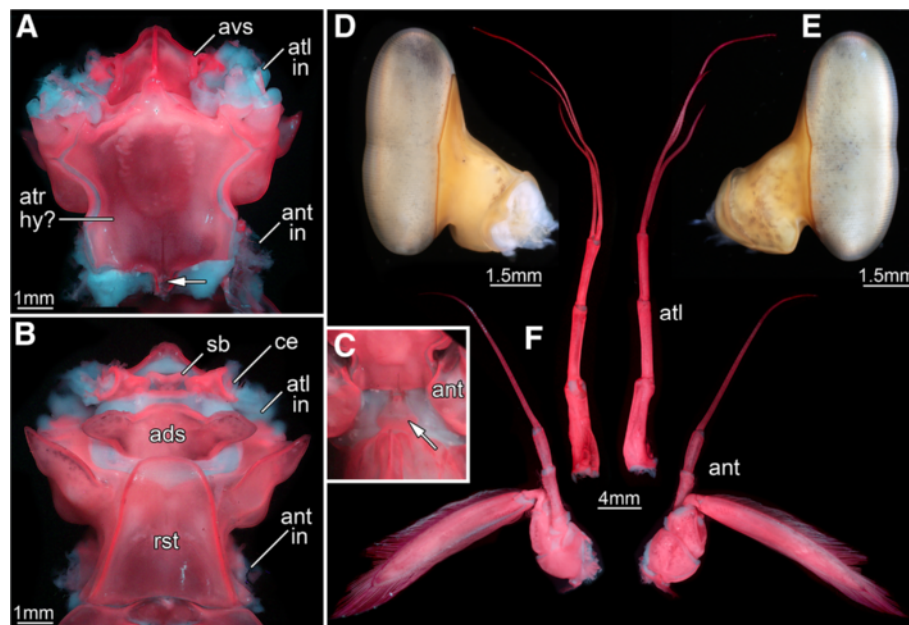 A
avs
atl
in
atr
hy?
ant
in
1mm
B
sb
ce
atl
in
ads
ant
in
rst
1mm
C
ant
D
1.5mm
E
1.5mm
F
atl
ant
4mm